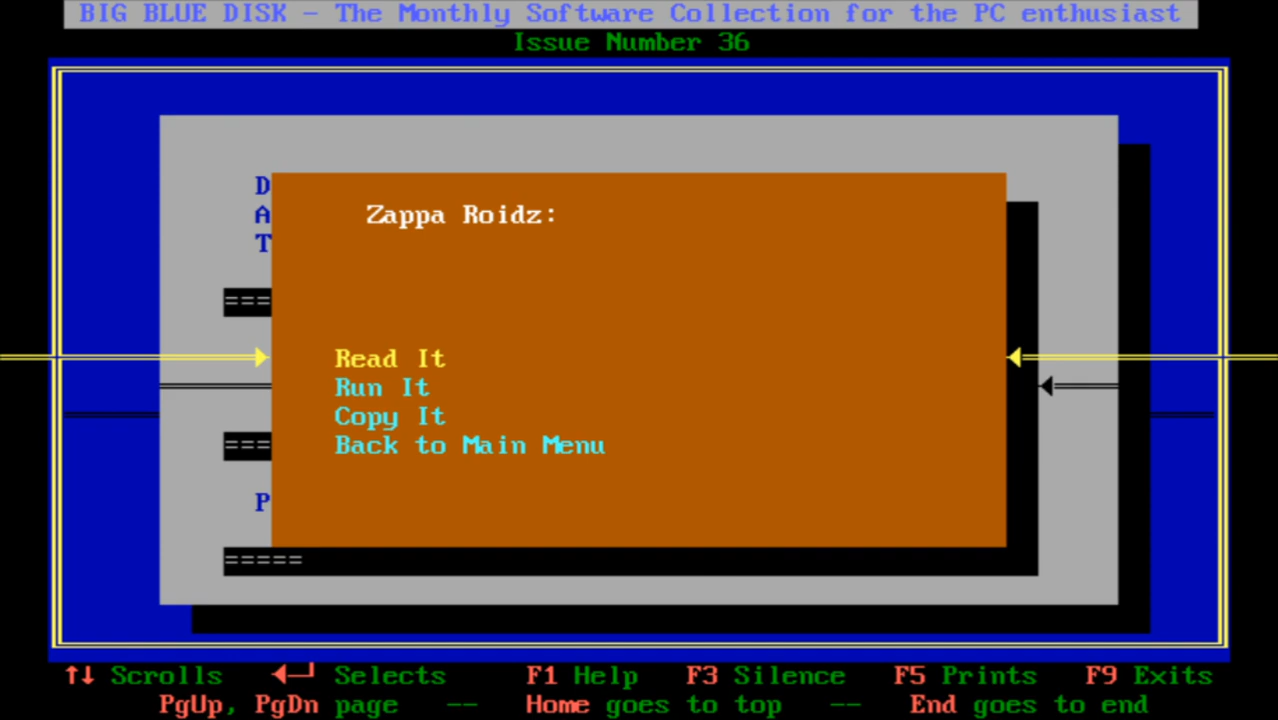 BIG BLUE DISK - The Monthly Software Collection for the PC enthusiast
Issue Number 36
D
A
T
Zappa Roidz:
===
Read It
Run It
Copy It
===
Back to Main Menu
P
=====
↑↓ Scrolls ◄─┘ Selects F1 Help F3 Silence F5 Prints F9 Exits
PgUp, PgDn page -- Home goes to top -- End goes to end